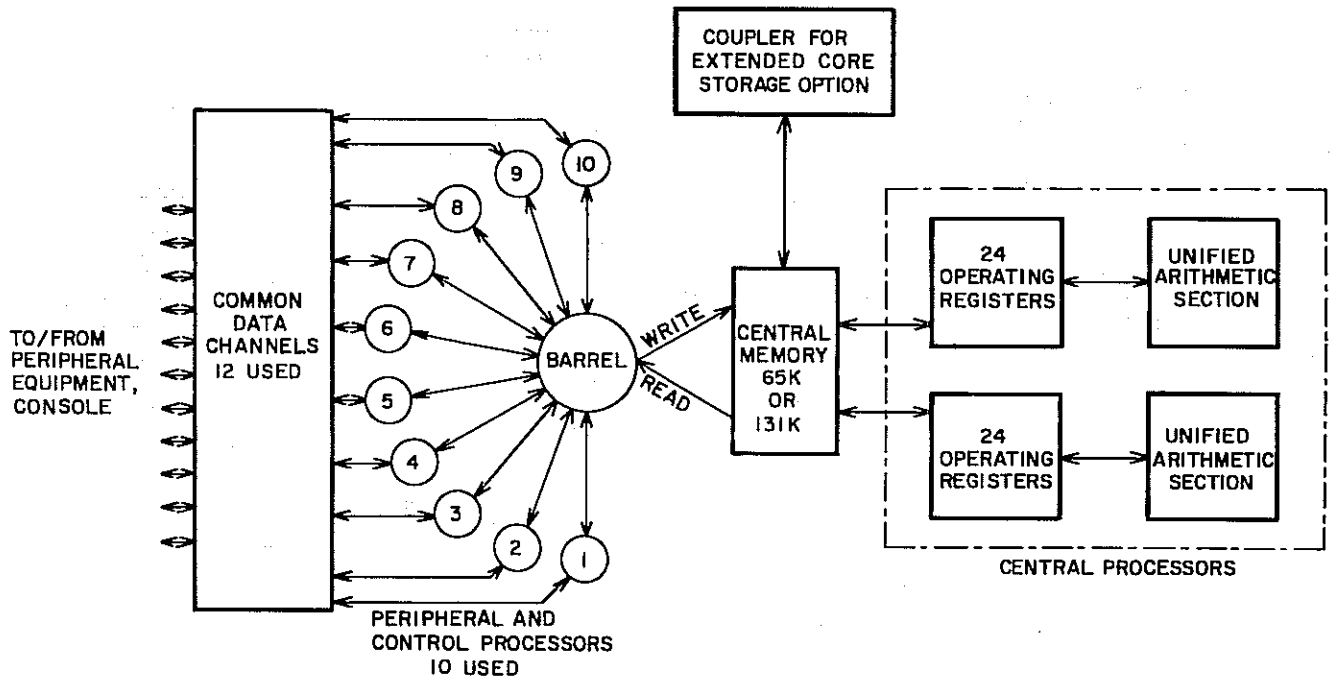 COUPLER FOR
EXTENDED CORE
STORAGE OPTION
10
9
8
7
6
5
4
3
2
1
TO/FROM
PERIPHERAL
EQUIPMENT,
CONSOLE
COMMON
DATA
CHANNELS
12 USED
BARREL
WRITE
READ
CENTRAL
MEMORY
65K
OR
131K
24
OPERATING
REGISTERS
UNIFIED
ARITHMETIC
SECTION
24
OPERATING
REGISTERS
UNIFIED
ARITHMETIC
SECTION
CENTRAL PROCESSORS
PERIPHERAL AND
CONTROL PROCESSORS
10 USED